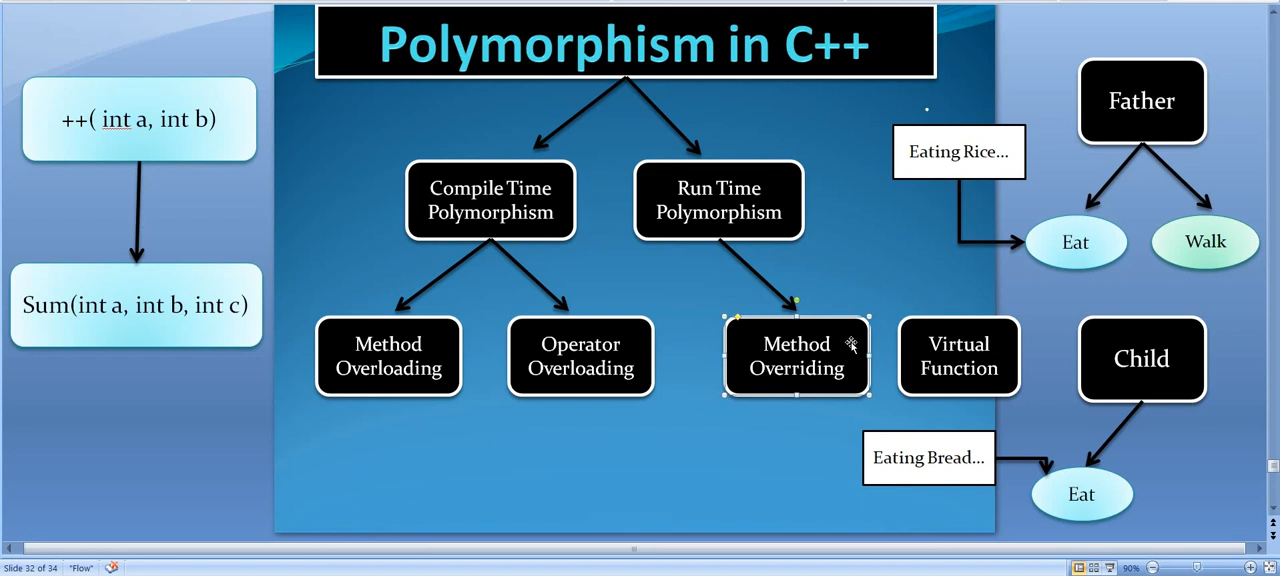 Polymorphism in C++
++( int a, int b)
Sum(int a, int b, int c)
Compile Time
Polymorphism
Run Time
Polymorphism
Method
Overloading
Operator
Overloading
Method
Overriding
Virtual
Function
Father
Eating Rice...
Eat
Walk
Child
Eating Bread...
Eat
Slide 32 of 34
"Flow"
90%